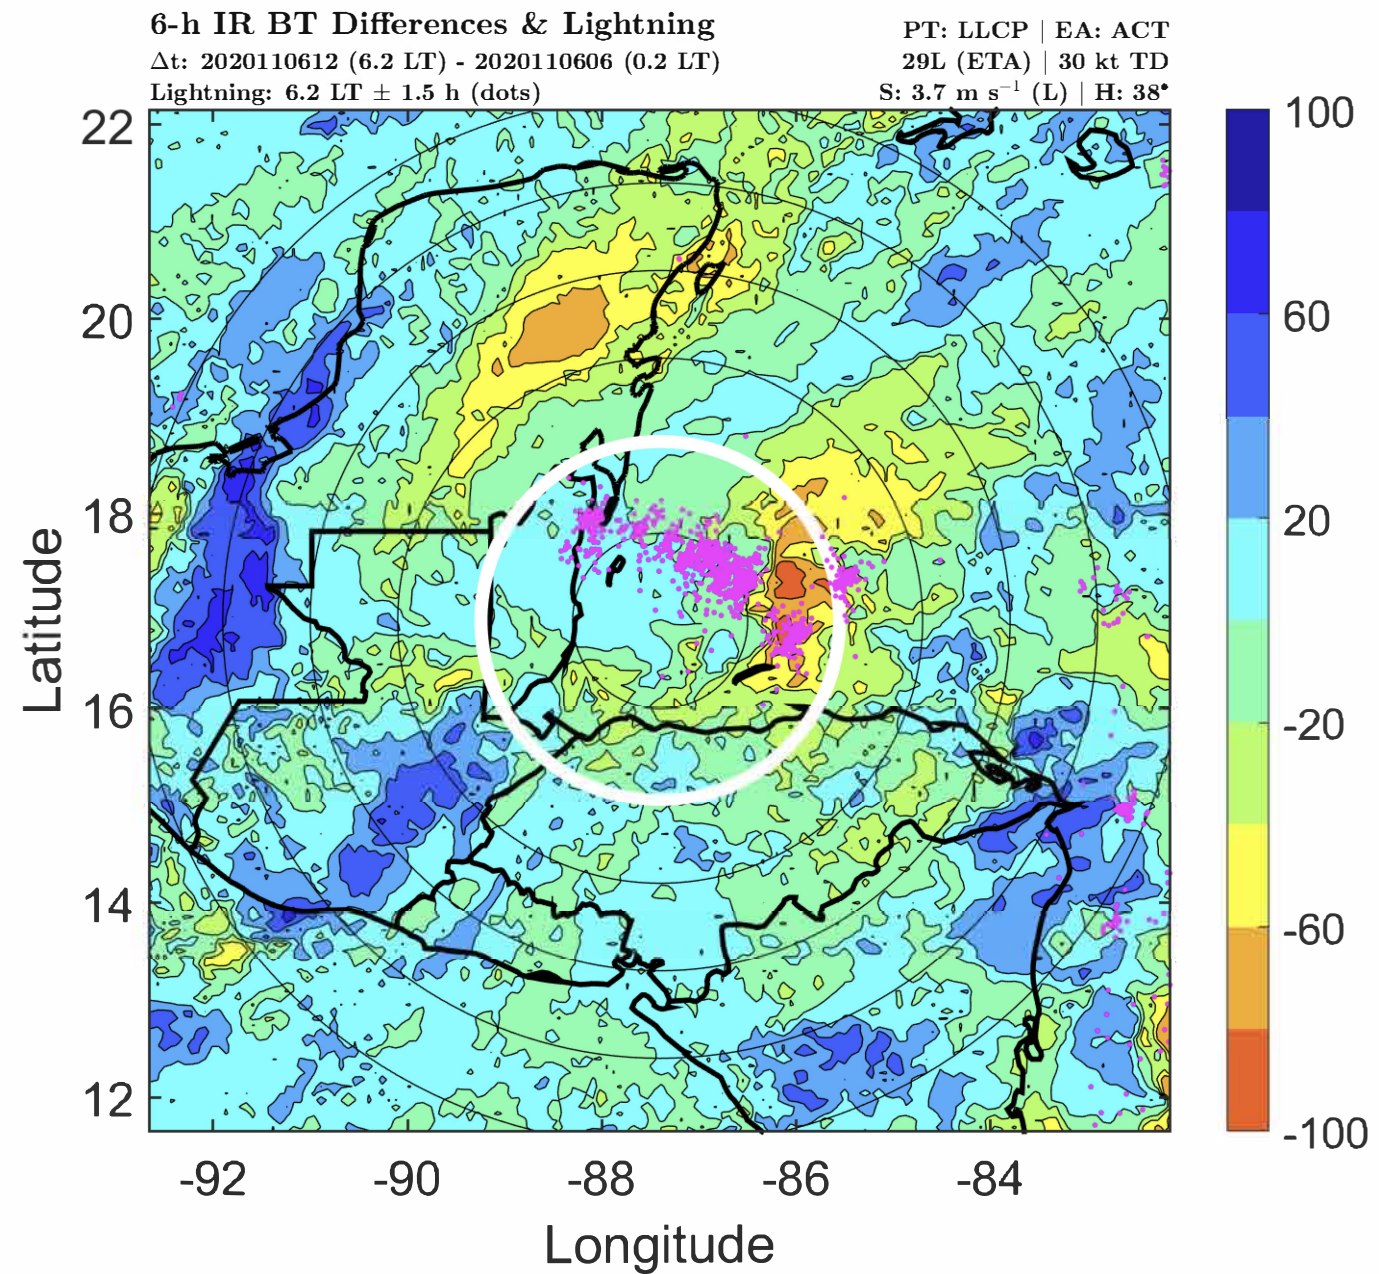 6-h IR BT Differences & Lightning
PT: LLCP | EA: ACT
Δt: 2020110612 (6.2 LT) - 2020110606 (0.2 LT)
29L (ETA) | 30 kt TD
Lightning: 6.2 LT ± 1.5 h (dots)
S: 3.7 m s⁻¹ (L) | H: 38°
22
20
18
16
14
12
Latitude
-92
-90
-88
-86
-84
Longitude
100
60
20
-20
-60
-100